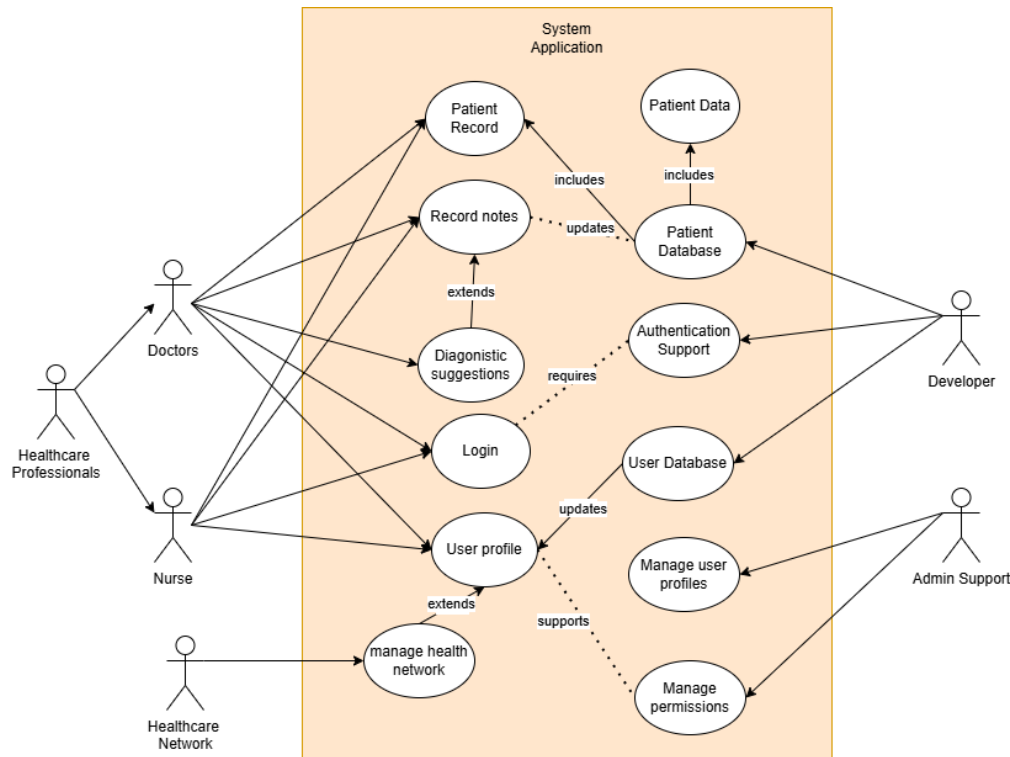 System
Application
Patient
Record
Patient Data
includes
includes
Record notes
updates
Patient
Database
extends
Doctors
Diagonistic
suggestions
requires
Authentication
Support
Developer
Healthcare
Professionals
Login
User Database
updates
User profile
Nurse
Manage user
profiles
Admin Support
extends
supports
manage health
network
Manage
permissions
Healthcare
Network